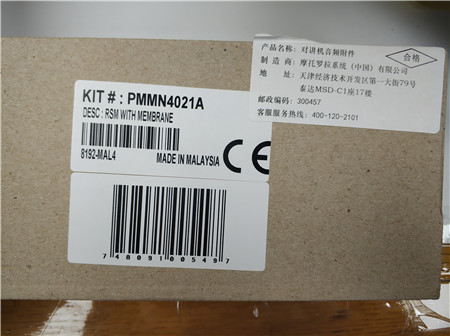 产品名称：对讲机音频附件
制 造 商：摩托罗拉系统（中国）有限公司
地 址：天津经济技术开发区第一大街79号
泰达MSD-C1座17楼
邮政编码：300457
客服服务热线：400-120-2101
合格
KIT # : PMMN4021A
DESC : RSM WITH MEMBRANE
8192-MAL4 MADE IN MALAYSIA CE
748091005497